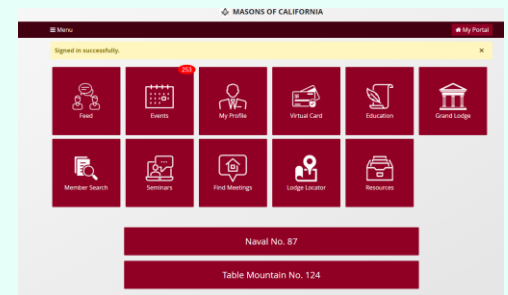 MASONS OF CALIFORNIA
Menu
My Portal
Signed in successfully.
×
253
Feed
Events
My Profile
Virtual Card
Education
Grand Lodge
Member Search
Seminars
Find Meetings
Lodge Locator
Resources
Naval No. 87
Table Mountain No. 124